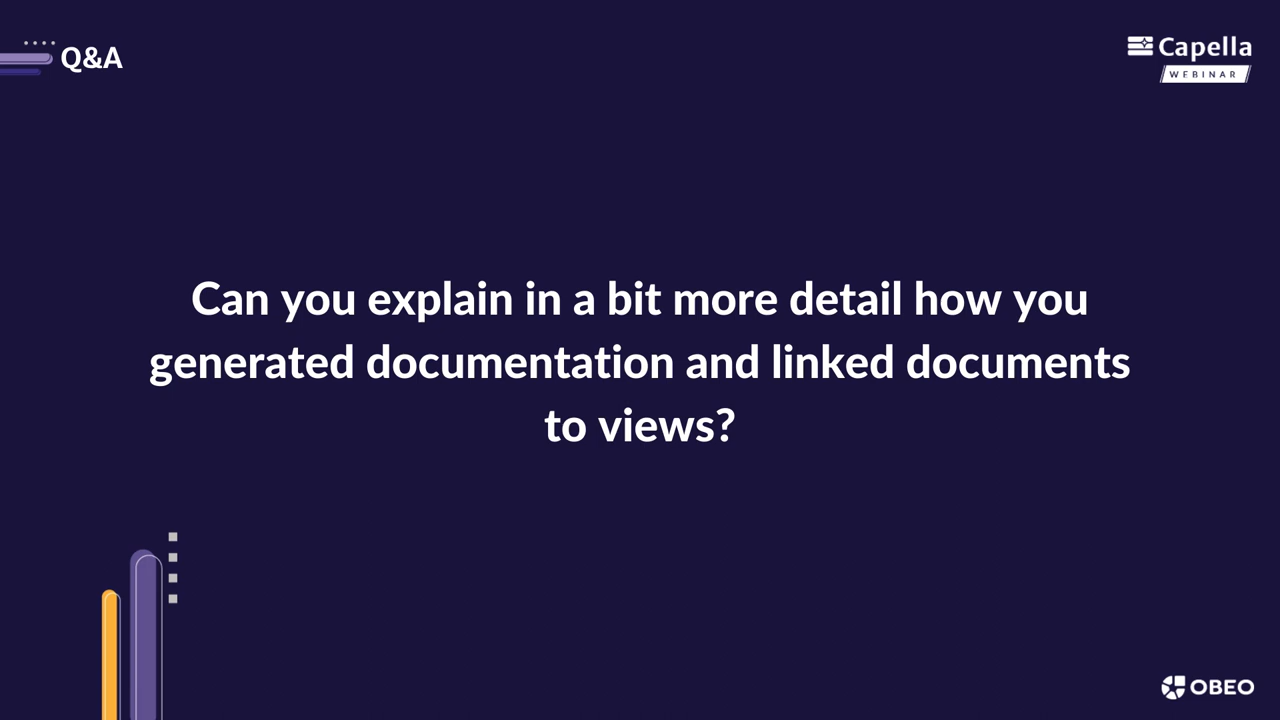 Q&A
Capella
WEBINAR
Can you explain in a bit more detail how you
generated documentation and linked documents
to views?
OBEO